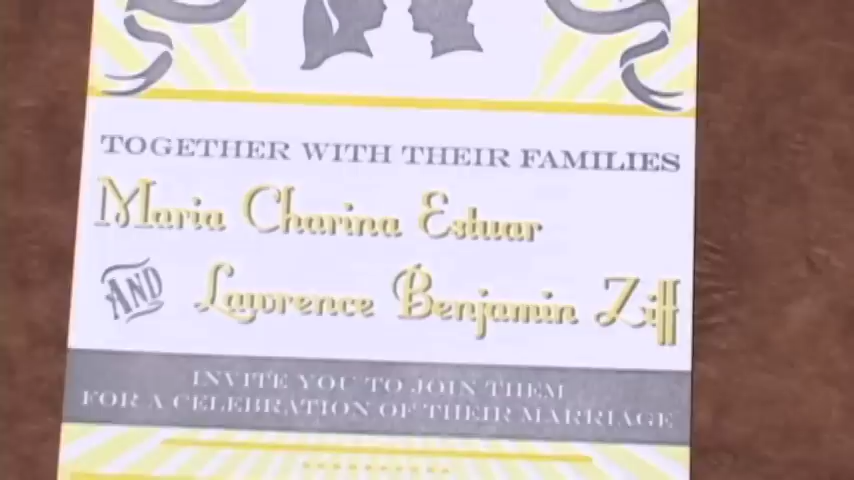 TOGETHER WITH THEIR FAMILIES
Maria Charina Estuar
AND Lawrence Benjamin Ziff
INVITE YOU TO JOIN THEM
FOR A CELEBRATION OF THEIR MARRIAGE